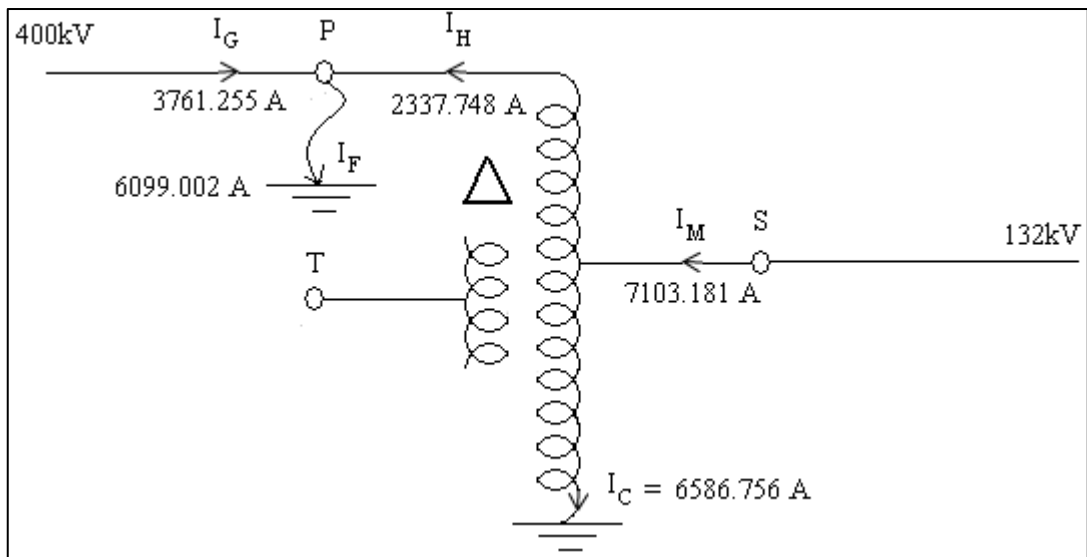 400kV
I_G
P
I_H
3761.255 A
2337.748 A
I_F
6099.002 A
I_M
S
132kV
T
7103.181 A
I_C = 6586.756 A